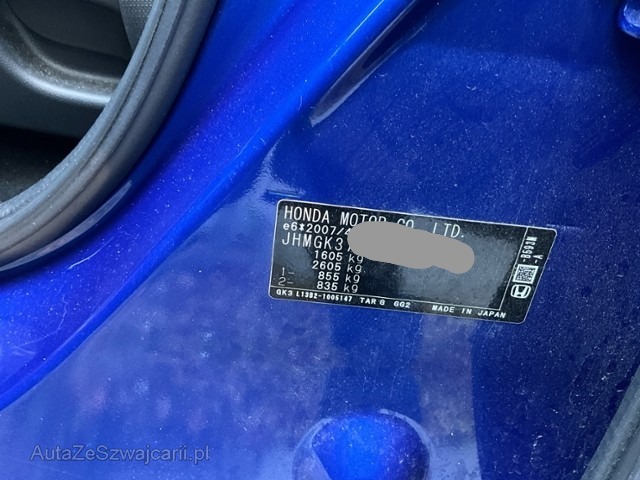 HONDA MOTOR CO., LTD.
e6*2007/4
JHMGK3
1605 kg
2605 kg
1- 855 kg
2- 835 kg
GK3 L13B2-1005147 TAR G GG2 MADE IN JAPAN
-B593M
-A
AutaZeSzwajcarii.pl